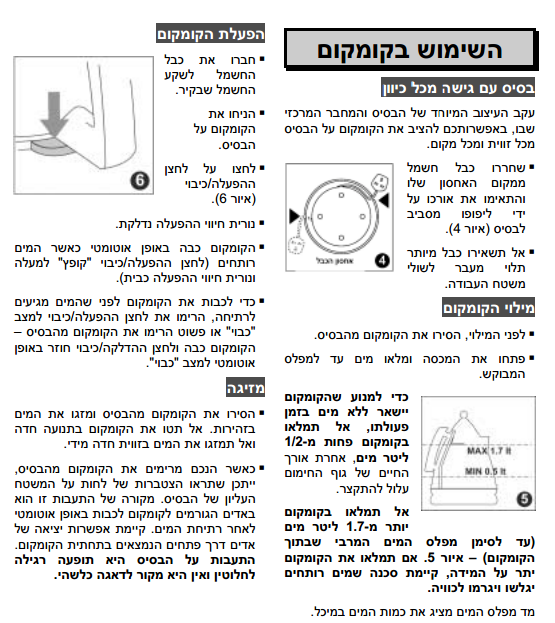 השימוש בקומקום
בסיס עם גישה מכל כיוון
עקב העיצוב המיוחד של הבסיס והמחבר המרכזי
שבו, באפשרותכם להציב את הקומקום על הבסיס
מכל זווית ומכל מקום.
▪ שחררו כבל חשמל
ממקום האחסון שלו
והתאימו את אורכו על
ידי ליפופו מסביב
לבסיס (איור 4).
אחסון הכבל
4
▪ אל תשאירו כבל מיותר
תלוי מעבר לשולי
משטח העבודה.
מילוי הקומקום
▪ לפני המילוי, הסירו את הקומקום מהבסיס.
▪ פתחו את המכסה ומלאו מים עד למפלס
המבוקש.
MAX 1.7 lt
MIN 0.5 lt
5
כדי למנוע שהקומקום
יישאר ללא מים בזמן
פעולתו, אל תמלאו
בקומקום פחות מ-1/2
ליטר מים, אחרת אורך
החיים של גוף החימום
עלול להתקצר.
אל תמלאו בקומקום
יותר מ-1.7 ליטר מים
(עד לסימן מפלס המים המרבי שבתוך
הקומקום) – איור 5. אם תמלאו את הקומקום
יתר על המידה, קיימת סכנה שמים רותחים
יגלשו ויגרמו לכוויה.
מד מפלס המים מציג את כמות המים במיכל.
הפעלת הקומקום
▪ חברו את כבל
החשמל לשקע
החשמל שבקיר.
▪ הניחו את
הקומקום על
הבסיס.
▪ לחצו על לחצן
ההפעלה/כיבוי
(איור 6).
6
▪ נורית חיווי ההפעלה נדלקת.
▪ הקומקום כבה באופן אוטומטי כאשר המים
רותחים (לחצן ההפעלה/כיבוי "קופץ" למעלה
ונורית חיווי ההפעלה כבית).
▪ כדי לכבות את הקומקום לפני שהמים מגיעים
לרתיחה, הרימו את לחצן ההפעלה/כיבוי למצב
"כבוי" או פשוט הרימו את הקומקום מהבסיס –
הקומקום כבה ולחצן ההדלקה/כיבוי חוזר באופן
אוטומטי למצב "כבוי".
מזיגה
▪ הסירו את הקומקום מהבסיס ומזגו את המים
בזהירות. אל תטו את הקומקום בתנועה חדה
ואל תמזגו את המים בזווית חדה מידי.
▪ כאשר הנכם מרימים את הקומקום מהבסיס,
ייתכן שתראו הצטברות של לחות על המשטח
העליון של הבסיס. מקורה של התעבות זו הוא
באדים הגורמים לקומקום לכבות באופן אוטומטי
לאחר רתיחת המים. קיימת אפשרות יציאה של
אדים דרך פתחים הנמצאים בתחתית הקומקום.
התעבות על הבסיס היא תופעה רגילה
לחלוטין ואין היא מקור לדאגה כלשהי.